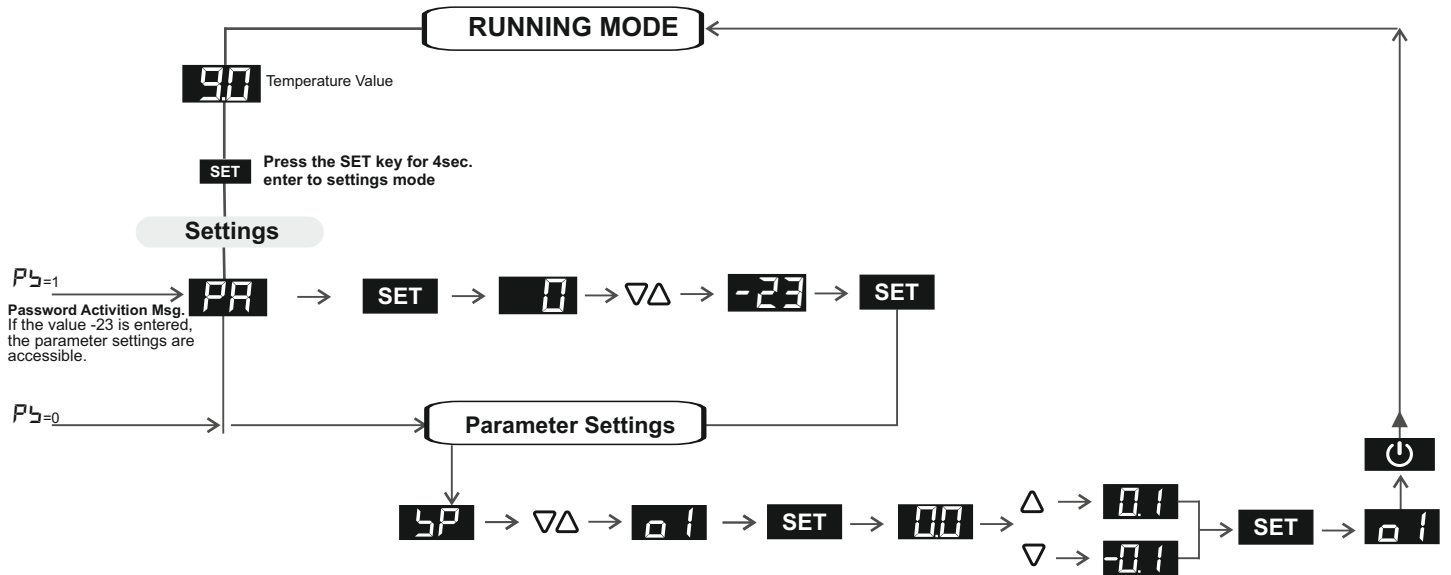 RUNNING MODE
9.0 Temperature Value
SET Press the SET key for 4sec.
enter to settings mode
Settings
PS=1
PA SET 0 -23 SET
Password Activition Msg.
If the value -23 is entered,
the parameter settings are
accessible.
PS=0
Parameter Settings
SP o1 SET 0.0 0.1 -0.1 SET o1